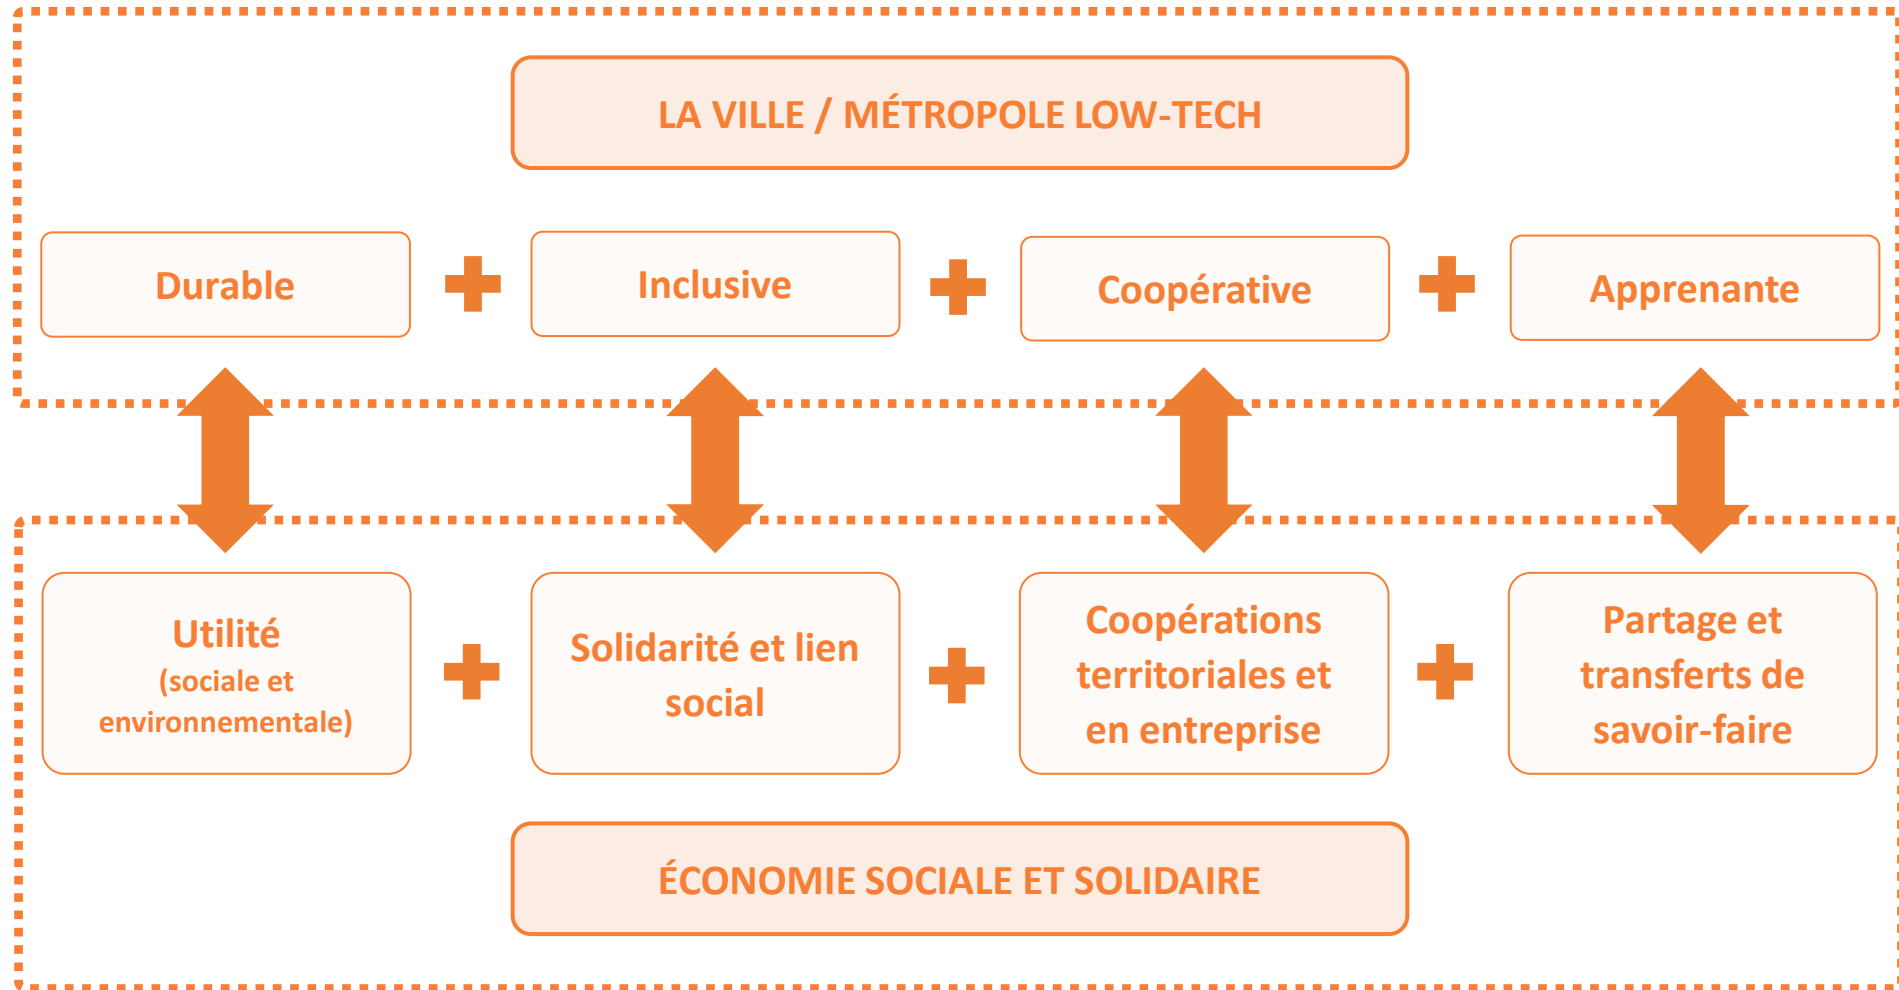 LA VILLE / MÉTROPOLE LOW-TECH
Durable
Inclusive
Coopérative
Apprenante
Utilité
(sociale et
environnementale)
Solidarité et lien
social
Coopérations
territoriales et
en entreprise
Partage et
transferts de
savoir-faire
ÉCONOMIE SOCIALE ET SOLIDAIRE